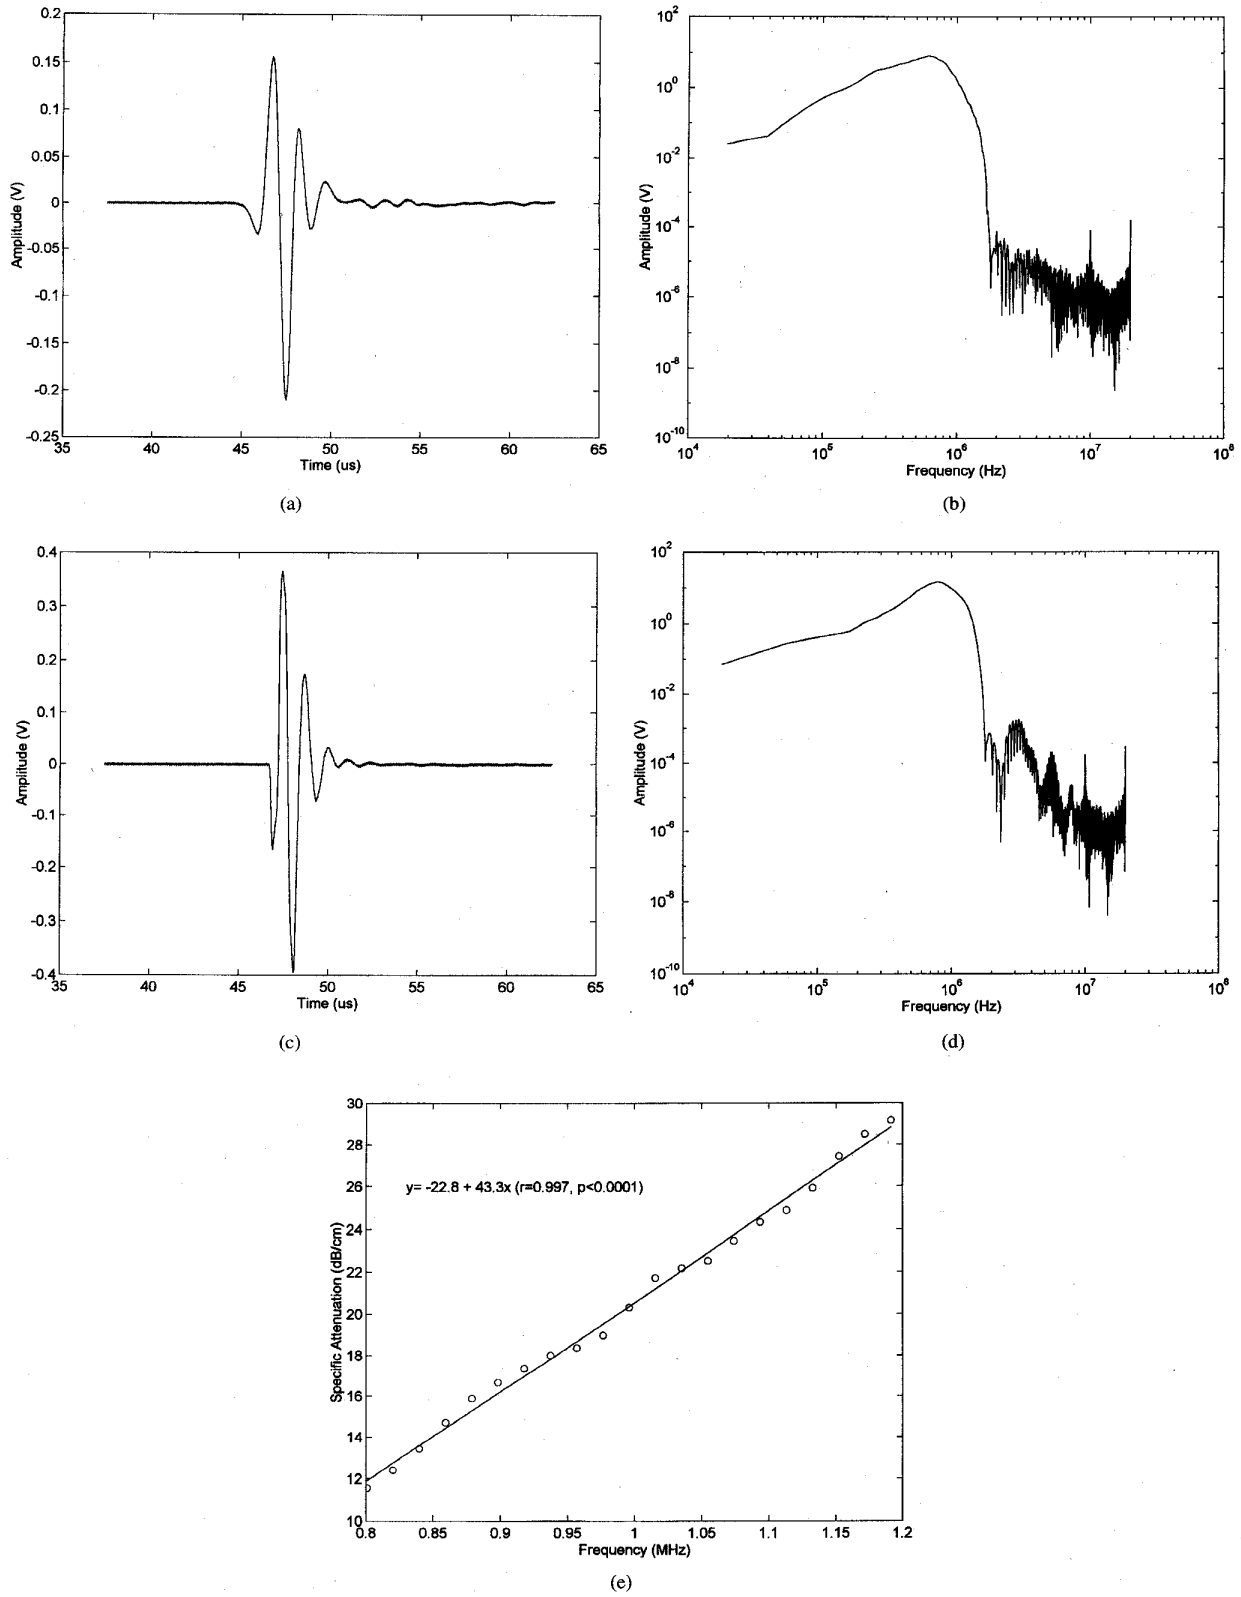 0.2
0.15
0.1
0.05
0
-0.05
-0.1
-0.15
-0.2
-0.25
Amplitude (V)
35 40 45 50 55 60 65
Time (us)
(a)
10^2
10^0
10^-2
10^-4
10^-6
10^-8
10^-10
Amplitude (V)
10^4 10^5 10^6 10^7 10^8
Frequency (Hz)
(b)
0.4
0.3
0.2
0.1
0
-0.1
-0.2
-0.3
-0.4
Amplitude (V)
35 40 45 50 55 60 65
Time (us)
(c)
10^2
10^0
10^-2
10^-4
10^-6
10^-8
10^-10
Amplitude (V)
10^4 10^5 10^6 10^7 10^8
Frequency (Hz)
(d)
30
28
26
24
22
20
18
16
14
12
10
Specific Attenuation (dB/cm)
y= -22.8 + 43.3x (r=0.997, p<0.0001)
0.8 0.85 0.9 0.95 1 1.05 1.1 1.15 1.2
Frequency (MHz)
(e)